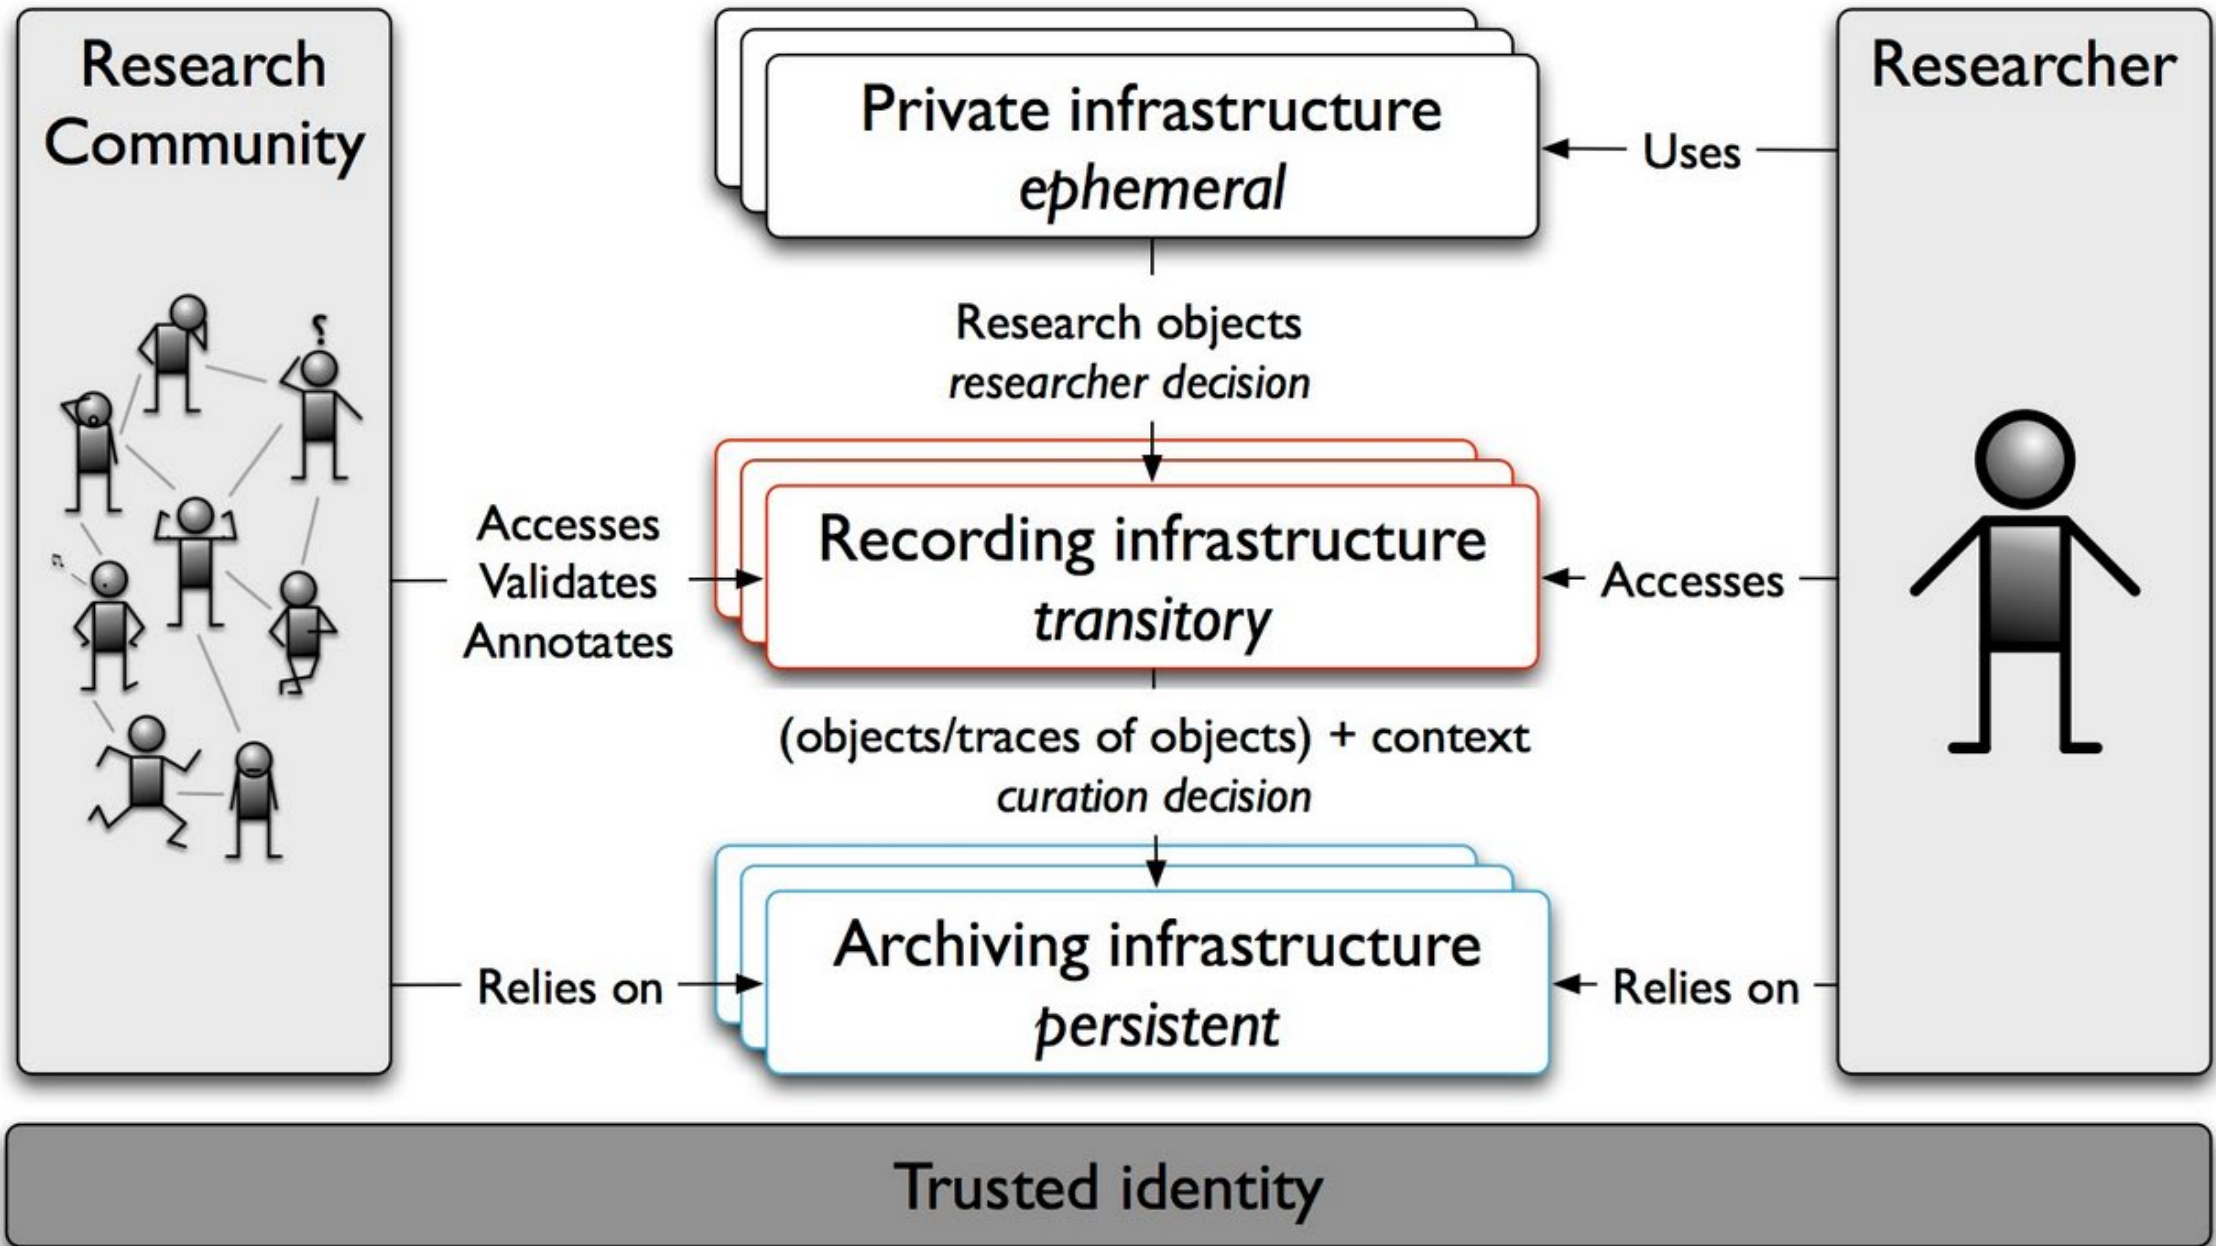 Research
Community
Private infrastructure
ephemeral
Researcher
Uses
Research objects
researcher decision
?
Accesses
Validates
Annotates
Recording infrastructure
transitory
Accesses
(objects/traces of objects) + context
curation decision
Relies on
Archiving infrastructure
persistent
Relies on
Trusted identity